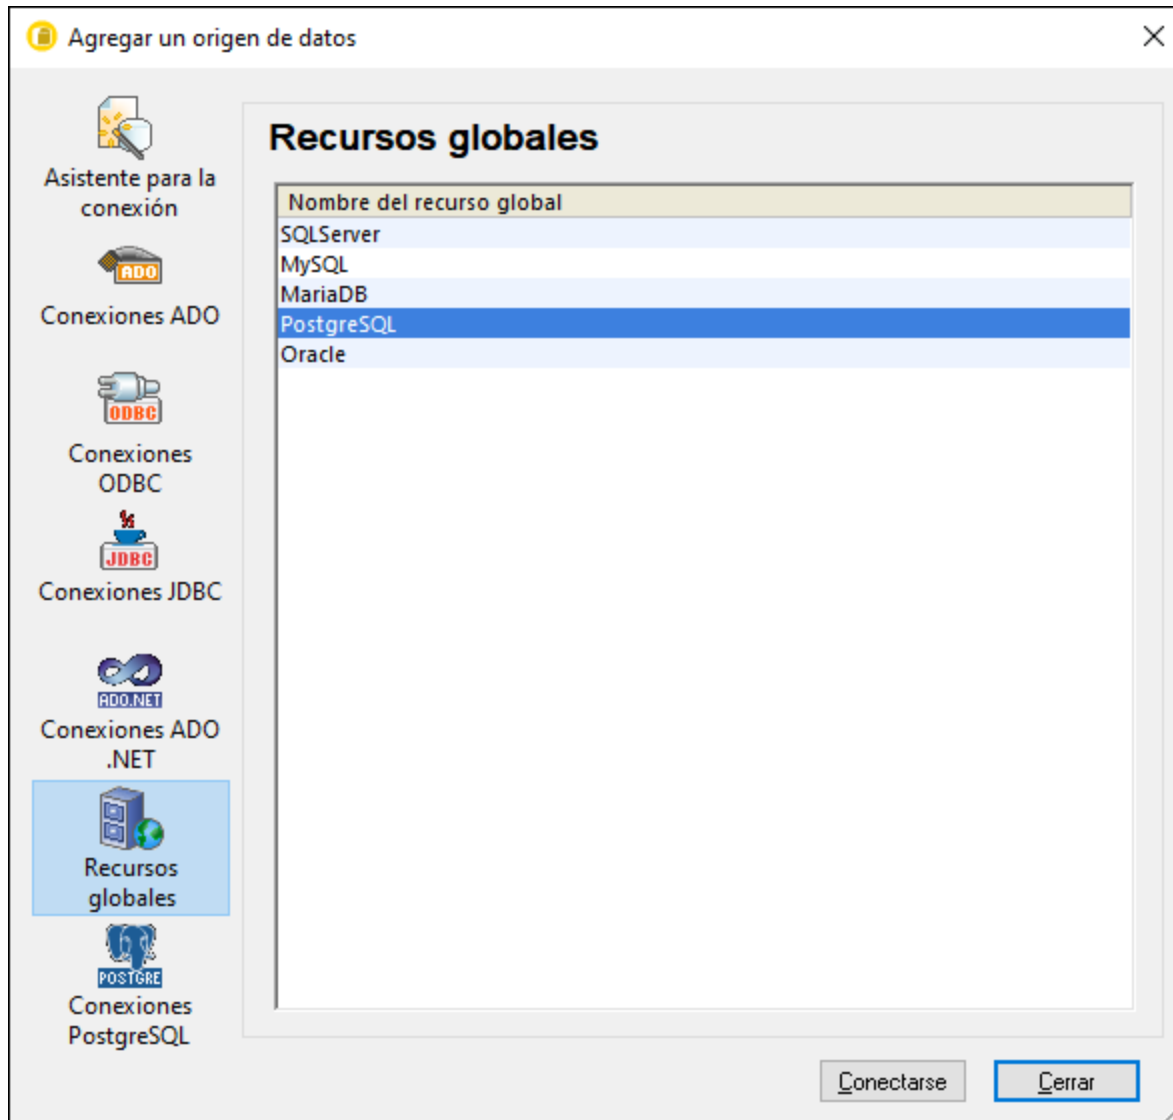 Agregar un origen de datos
Asistente para la
conexión
ADO
Conexiones ADO
ODBC
Conexiones
ODBC
JDBC
Conexiones JDBC
ADO.NET
Conexiones ADO
.NET
Recursos
globales
POSTGRE
Conexiones
PostgreSQL
Recursos globales
Nombre del recurso global
SQLServer
MySQL
MariaDB
PostgreSQL
Oracle
Conectarse
Cerrar